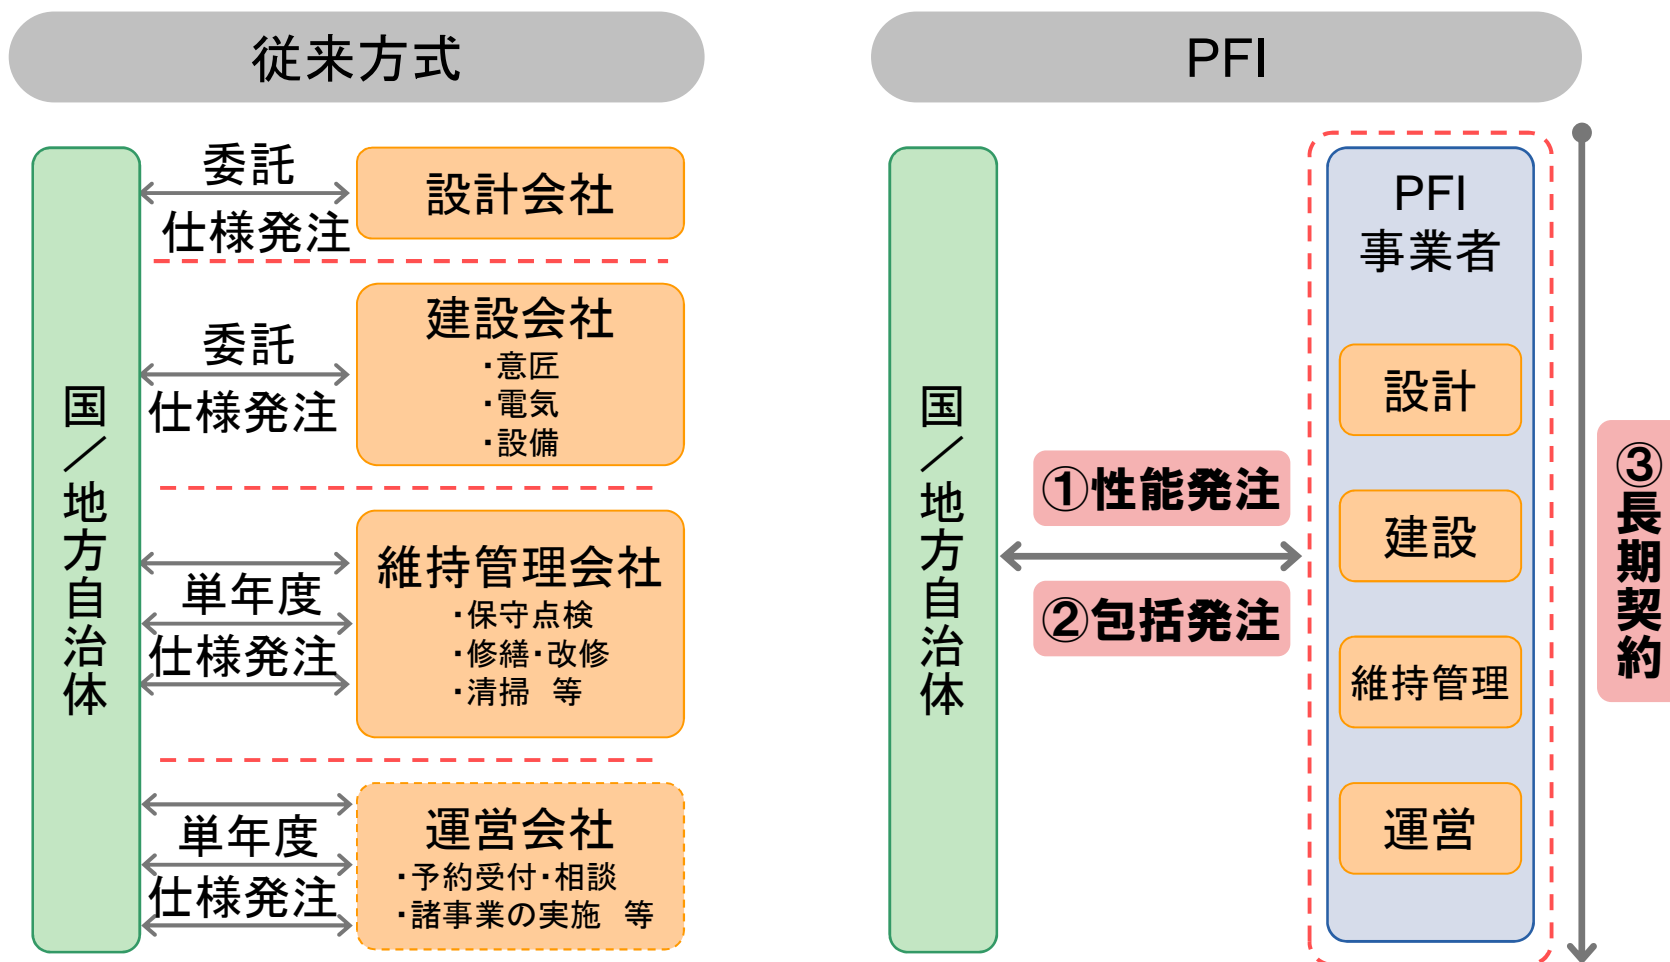 従来方式
国／地方自治体
委託
仕様発注
設計会社
委託
仕様発注
建設会社
・意匠
・電気
・設備
単年度
仕様発注
維持管理会社
・保守点検
・修繕・改修
・清掃　等
単年度
仕様発注
運営会社
・予約受付・相談
・諸事業の実施　等
PFI
国／地方自治体
①性能発注
②包括発注
PFI
事業者
設計
建設
維持管理
運営
③長期契約